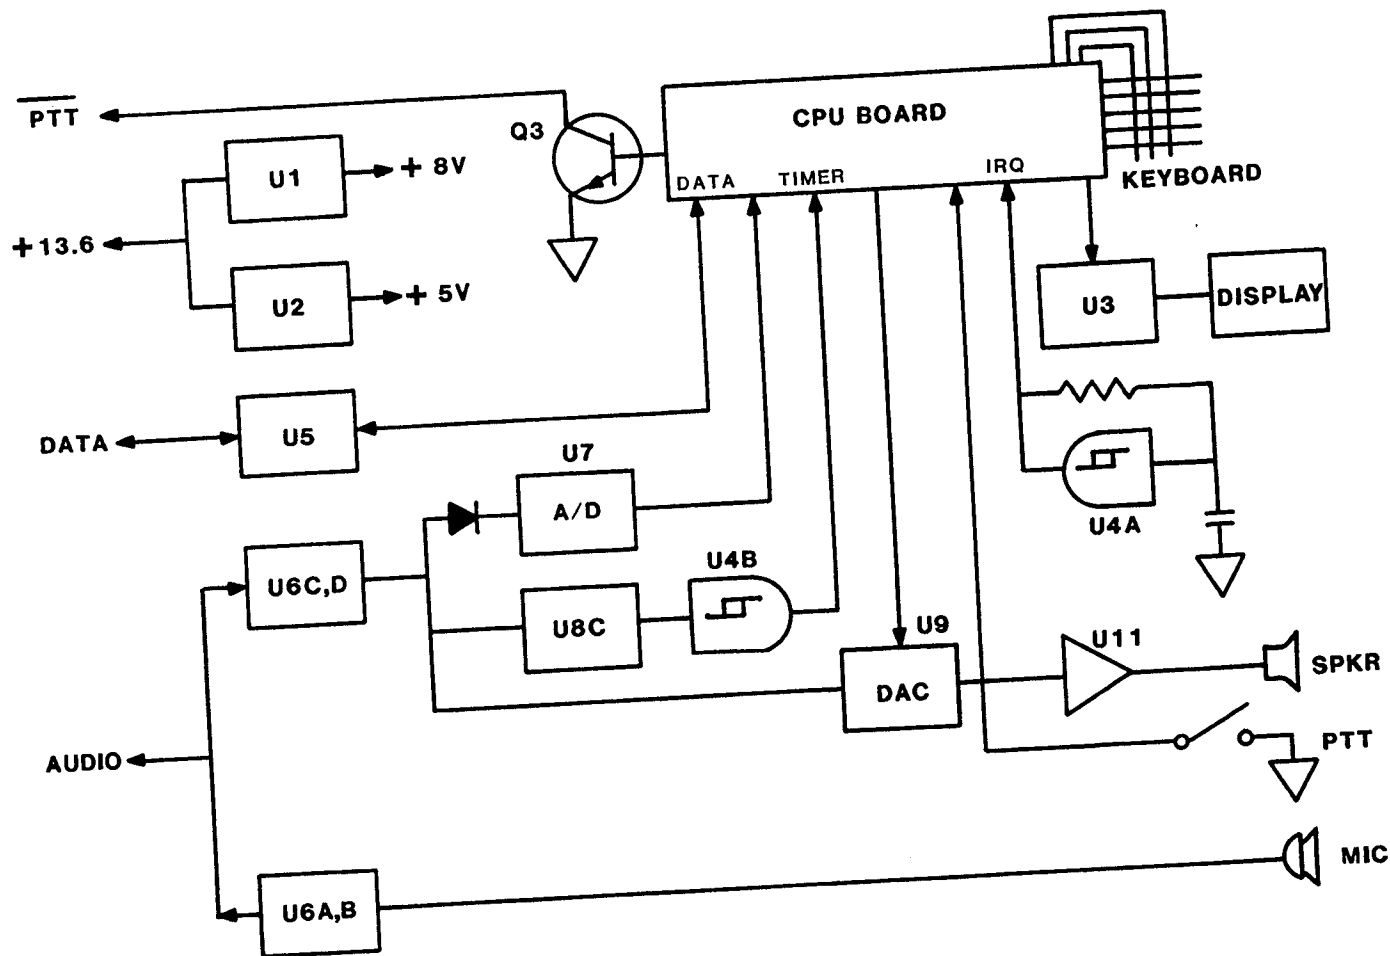 PTT
Q3
CPU BOARD
DATA
TIMER
IRQ
KEYBOARD
U1
+ 8V
+13.6
U2
+ 5V
U3
DISPLAY
DATA
U5
U7
A/D
U4A
U6C,D
U4B
U8C
U9
DAC
U11
SPKR
PTT
AUDIO
MIC
U6A,B